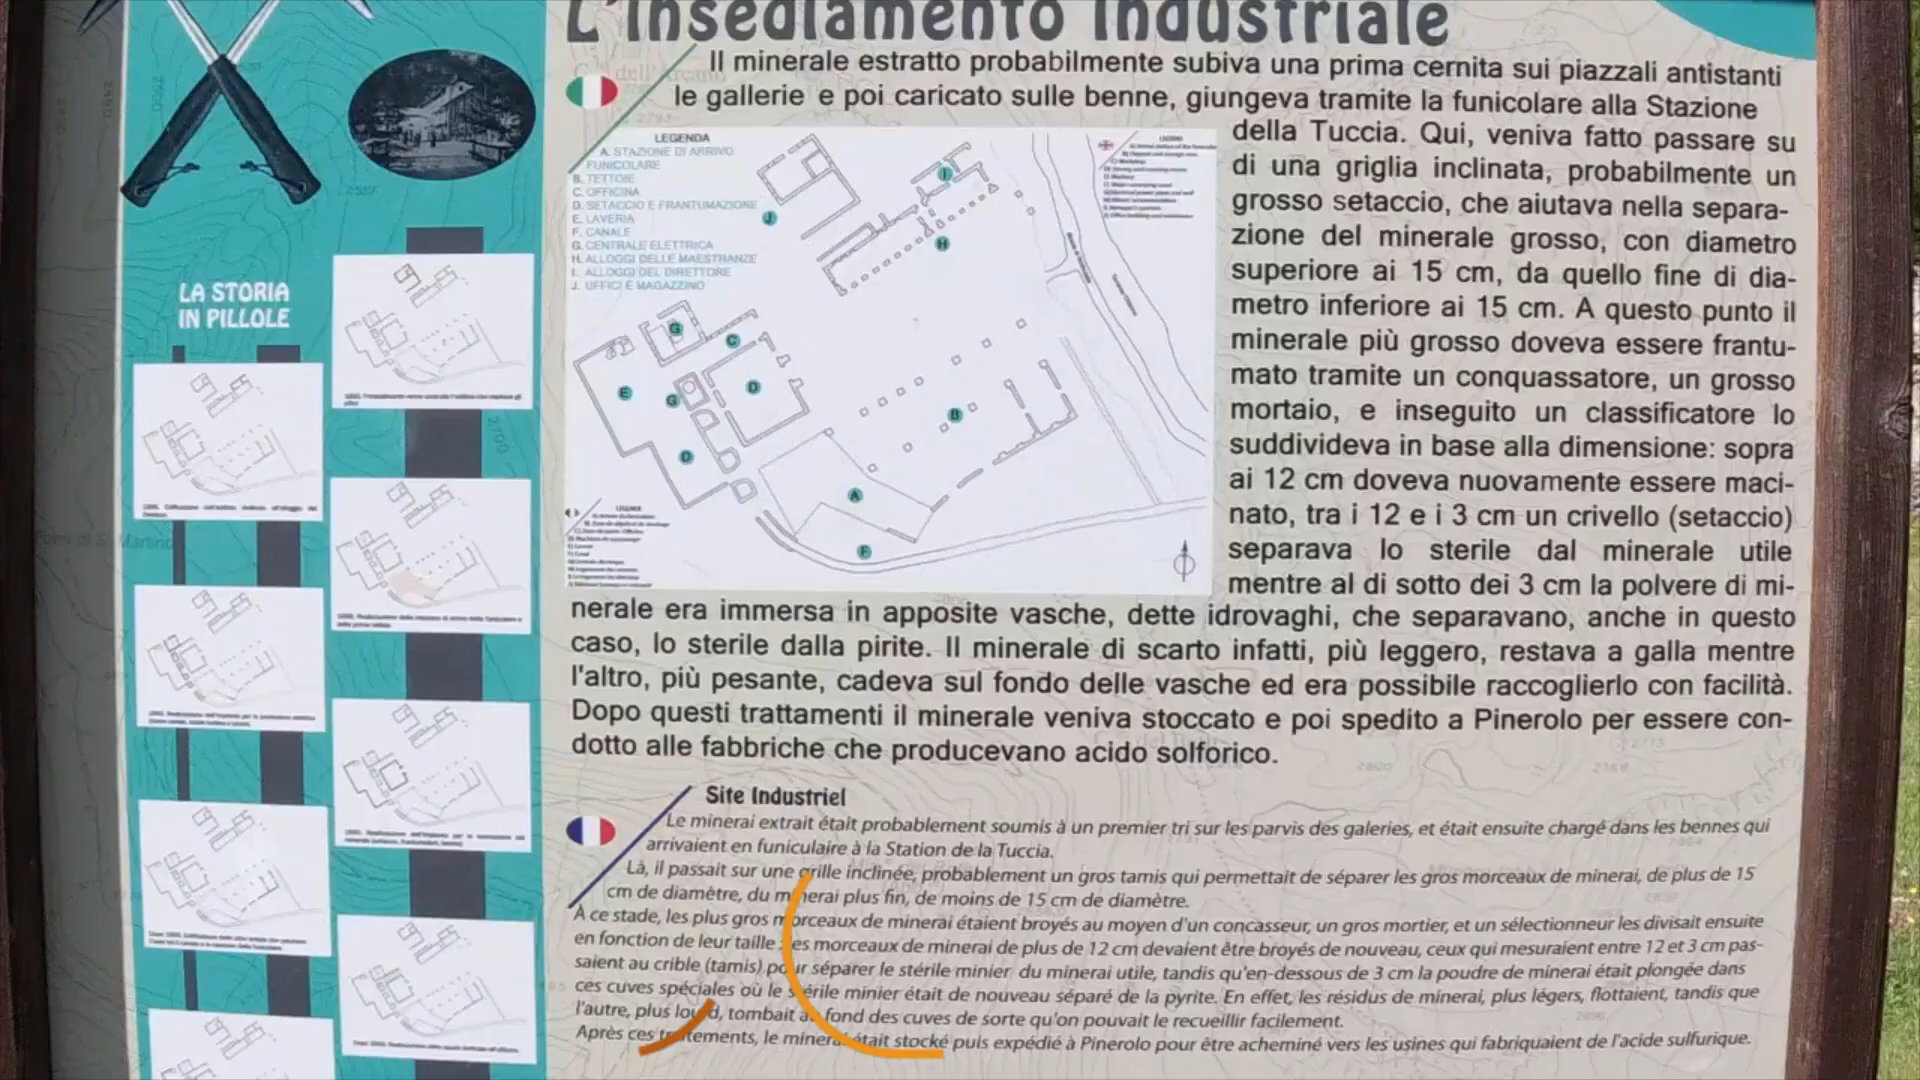 L'Insediamento Industriale
Il minerale estratto probabilmente subiva una prima cernita sui piazzali antistanti
le gallerie e poi caricato sulle benne, giungeva tramite la funicolare alla Stazione
della Tuccia. Qui, veniva fatto passare su
di una griglia inclinata, probabilmente un
grosso setaccio, che aiutava nella separa-
zione del minerale grosso, con diametro
superiore ai 15 cm, da quello fine di dia-
metro inferiore ai 15 cm. A questo punto il
minerale più grosso doveva essere frantu-
mato tramite un conquassatore, un grosso
mortaio, e inseguito un classificatore lo
suddivideva in base alla dimensione: sopra
ai 12 cm doveva nuovamente essere maci-
nato, tra i 12 e i 3 cm un crivello (setaccio)
separava lo sterile dal minerale utile
mentre al di sotto dei 3 cm la polvere di mi-
nerale era immersa in apposite vasche, dette idrovaghi, che separavano, anche in questo
caso, lo sterile dalla pirite. Il minerale di scarto infatti, più leggero, restava a galla mentre
l'altro, più pesante, cadeva sul fondo delle vasche ed era possibile raccoglierlo con facilità.
Dopo questi trattamenti il minerale veniva stoccato e poi spedito a Pinerolo per essere con-
dotto alle fabbriche che producevano acido solforico.
LEGENDA
A. STAZIONE DI ARRIVO
FUNICOLARE
B. TETTOIE
C. OFFICINA
D. SETACCIO E FRANTUMAZIONE
E. LAVERIA
F. CANALE
G. CENTRALE ELETTRICA
H. ALLOGGI DELLE MAESTRANZE
I. ALLOGGI DEL DIRETTORE
J. UFFICI E MAGAZZINO
I
J
H
G
C
E
G
D
B
D
A
F
LA STORIA
IN PILLOLE
Site Industriel
Le minerai extrait était probablement soumis à un premier tri sur les parvis des galeries, et était ensuite chargé dans les bennes qui
arrivaient en funiculaire à la Station de la Tuccia.
Là, il passait sur une grille inclinée, probablement un gros tamis qui permettait de séparer les gros morceaux de minerai, de plus de 15
cm de diamètre, du minerai plus fin, de moins de 15 cm de diamètre.
À ce stade, les plus gros morceaux de minerai étaient broyés au moyen d'un concasseur, un gros mortier, et un sélectionneur les divisait ensuite
en fonction de leur taille : les morceaux de minerai de plus de 12 cm devaient être broyés de nouveau, ceux qui mesuraient entre 12 et 3 cm pas-
saient au crible (tamis) pour séparer le stérile minier du minerai utile, tandis qu'en-dessous de 3 cm la poudre de minerai était plongée dans
ces cuves spéciales où le stérile minier était de nouveau séparé de la pyrite. En effet, les résidus de minerai, plus légers, flottaient, tandis que
l'autre, plus lourd, tombait au fond des cuves de sorte qu'on pouvait le recueillir facilement.
Après ces traitements, le minerai était stocké puis expédié à Pinerolo pour être acheminé vers les usines qui fabriquaient de l'acide sulfurique.